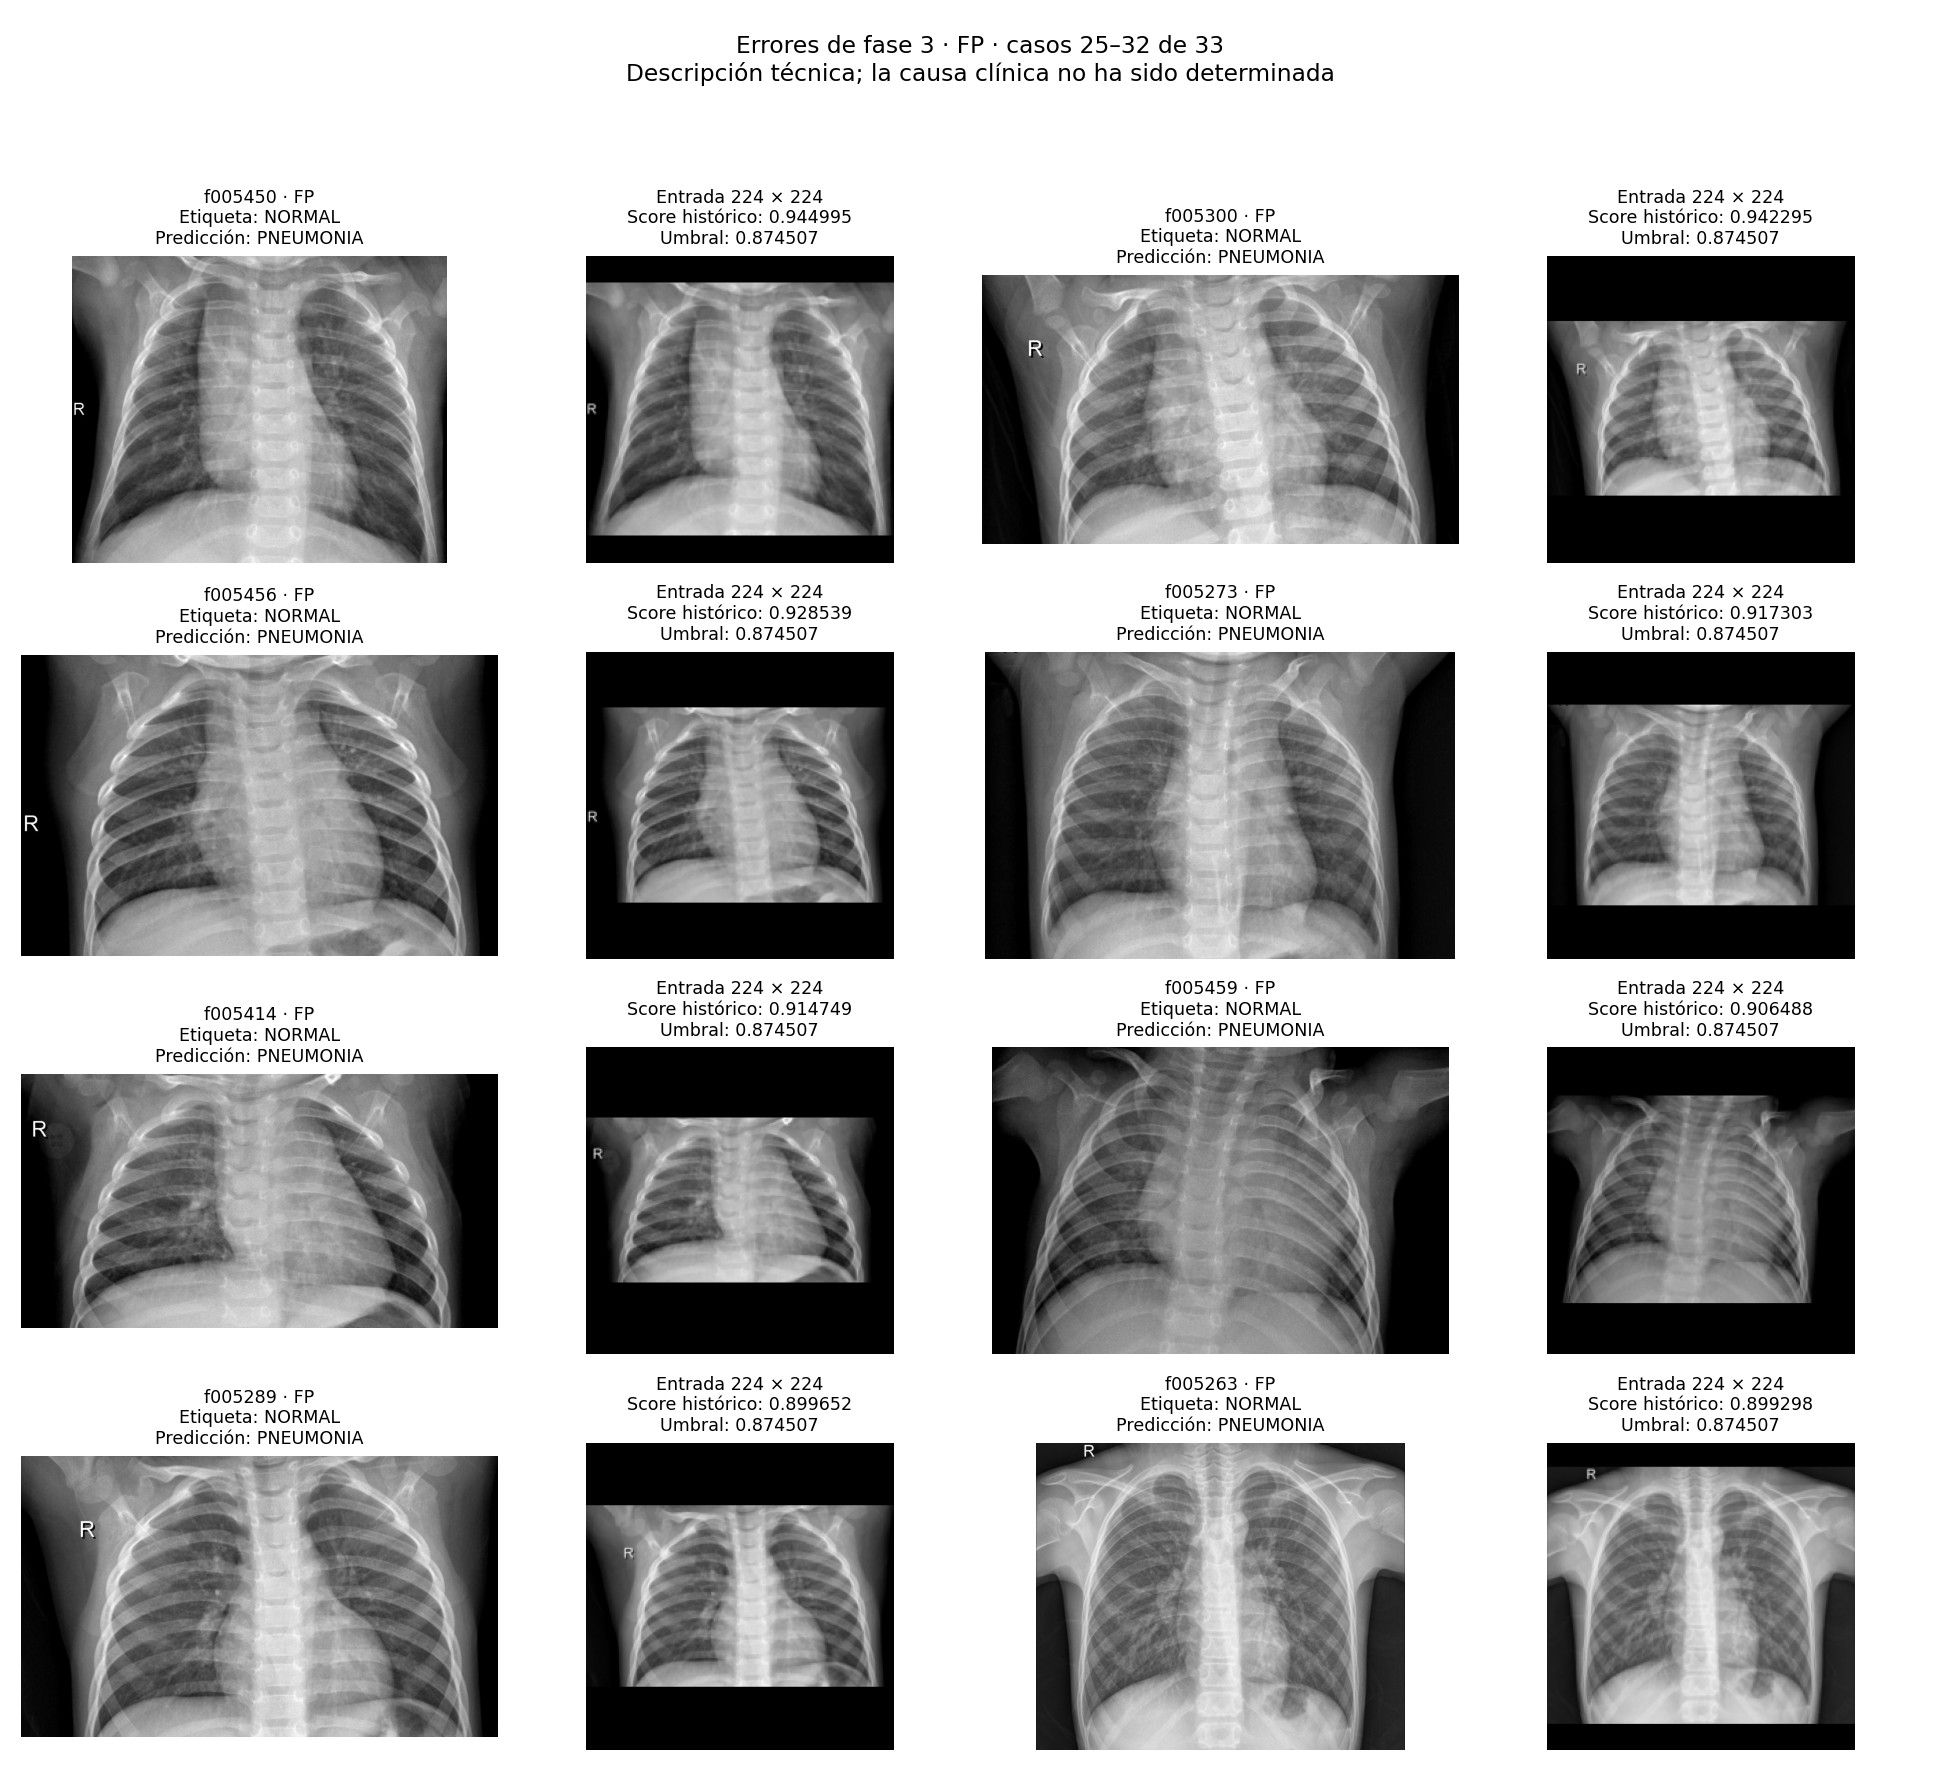 Errores de fase 3 · FP · casos 25–32 de 33
Descripción técnica; la causa clínica no ha sido determinada
f005450 · FP
Etiqueta: NORMAL
Predicción: PNEUMONIA
R
Entrada 224 × 224
Score histórico: 0.944995
Umbral: 0.874507
R
f005300 · FP
Etiqueta: NORMAL
Predicción: PNEUMONIA
R
Entrada 224 × 224
Score histórico: 0.942295
Umbral: 0.874507
R
f005456 · FP
Etiqueta: NORMAL
Predicción: PNEUMONIA
R
Entrada 224 × 224
Score histórico: 0.928539
Umbral: 0.874507
R
f005273 · FP
Etiqueta: NORMAL
Predicción: PNEUMONIA
Entrada 224 × 224
Score histórico: 0.917303
Umbral: 0.874507
f005414 · FP
Etiqueta: NORMAL
Predicción: PNEUMONIA
R
Entrada 224 × 224
Score histórico: 0.914749
Umbral: 0.874507
R
f005459 · FP
Etiqueta: NORMAL
Predicción: PNEUMONIA
Entrada 224 × 224
Score histórico: 0.906488
Umbral: 0.874507
f005289 · FP
Etiqueta: NORMAL
Predicción: PNEUMONIA
R
Entrada 224 × 224
Score histórico: 0.899652
Umbral: 0.874507
R
f005263 · FP
Etiqueta: NORMAL
Predicción: PNEUMONIA
R
Entrada 224 × 224
Score histórico: 0.899298
Umbral: 0.874507
R